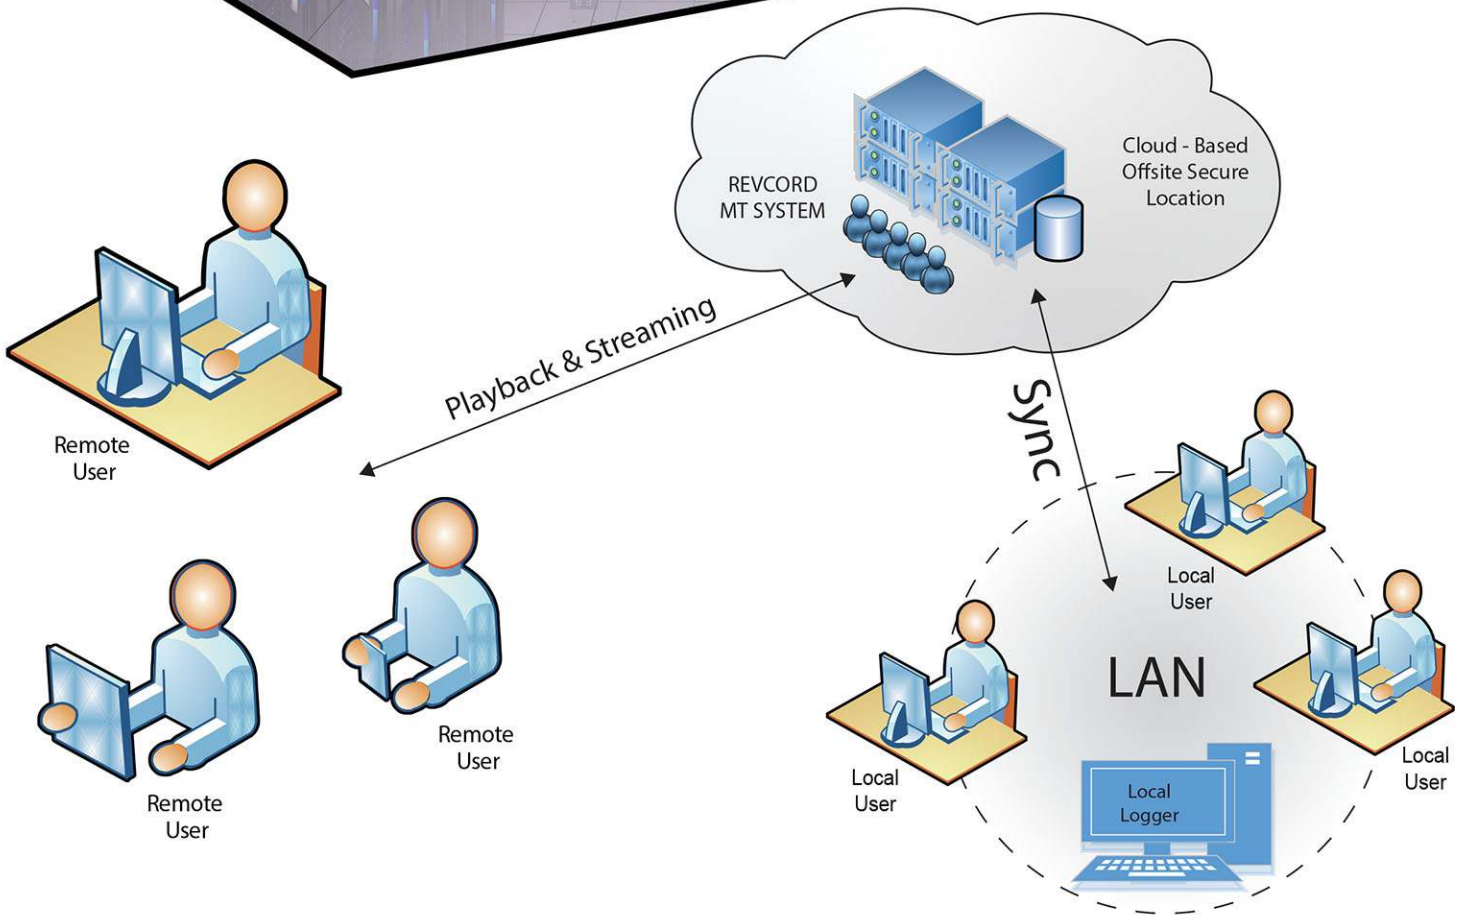 REVCORD
MT SYSTEM
Cloud - Based
Offsite Secure
Location
Playback & Streaming
Sync
Remote
User
Remote
User
Remote
User
LAN
Local
User
Local
User
Local
User
Local
Logger